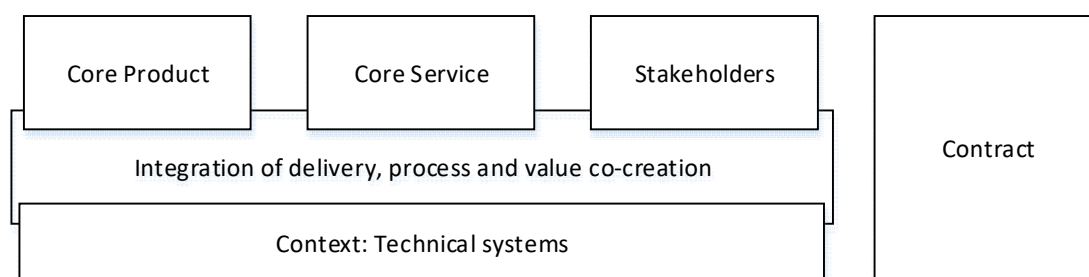 Core Product
Core Service
Stakeholders
Contract
Integration of delivery, process and value co-creation
Context: Technical systems